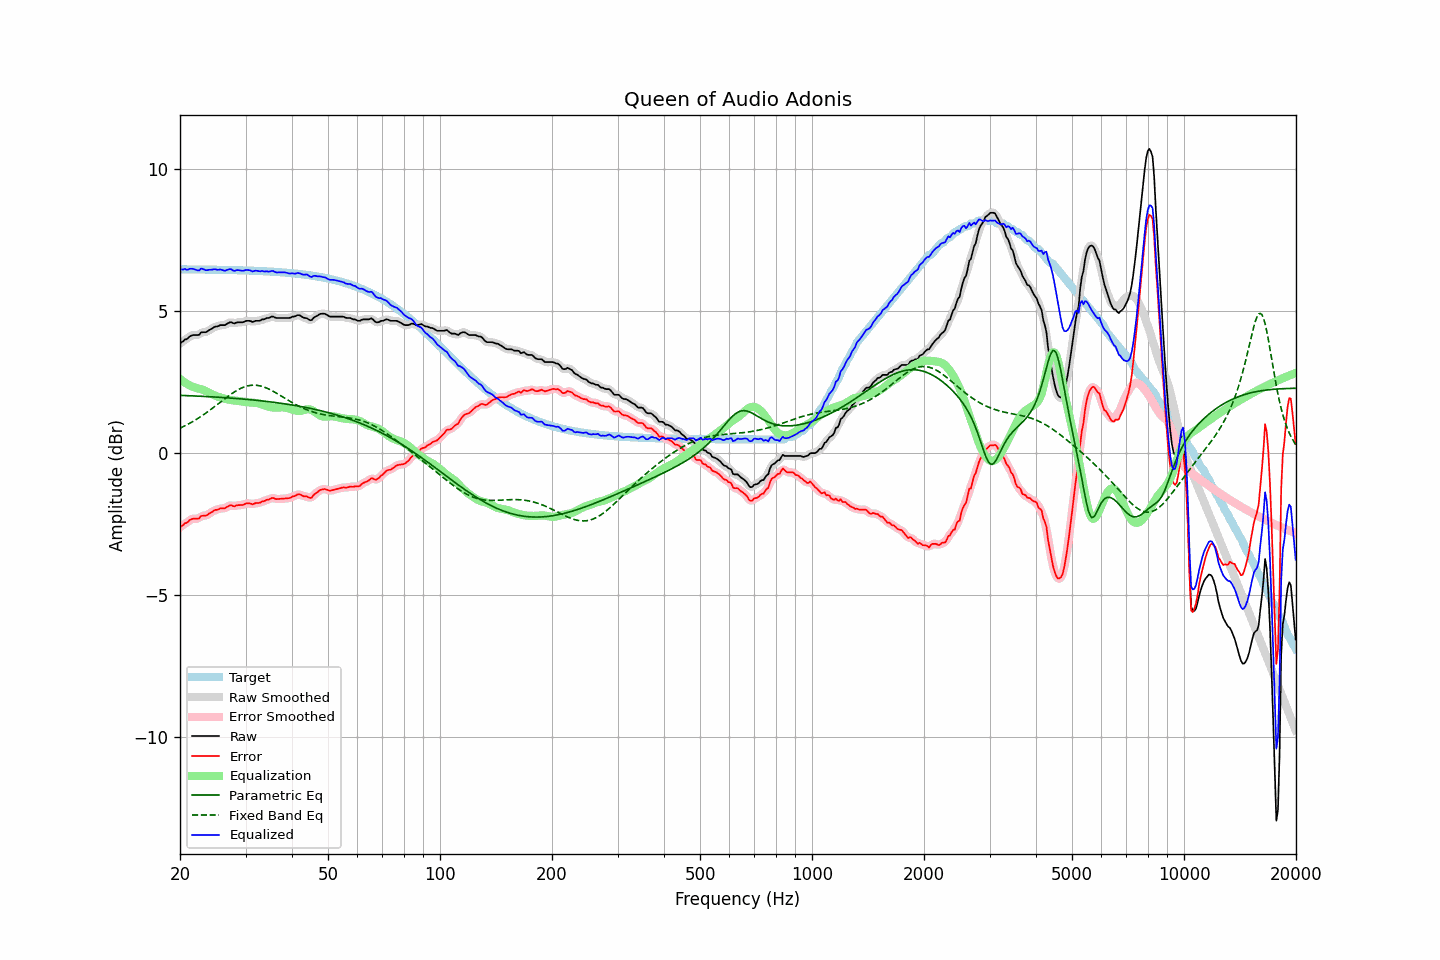 Queen of Audio Adonis
Amplitude (dBr)
10
5
0
−5
−10
Target
Raw Smoothed
Error Smoothed
Raw
Error
Equalization
Parametric Eq
Fixed Band Eq
Equalized
20 50 100 200 500 1000 2000 5000 10000 20000
Frequency (Hz)